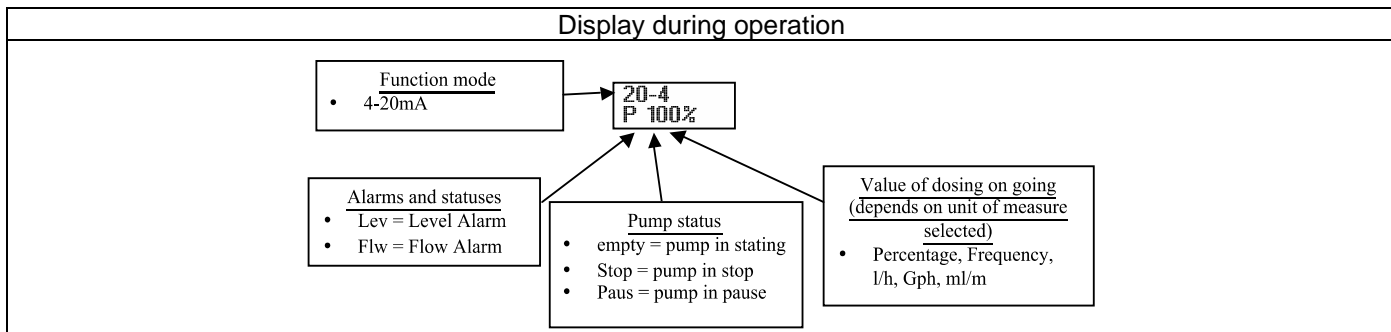 Display during operation
Function mode
• 4-20mA
20-4
P 100%
Alarms and statuses
• Lev = Level Alarm
• Flw = Flow Alarm
Pump status
• empty = pump in stating
• Stop = pump in stop
• Paus = pump in pause
Value of dosing on going
(depends on unit of measure
selected)
• Percentage, Frequency,
l/h, Gph, ml/m